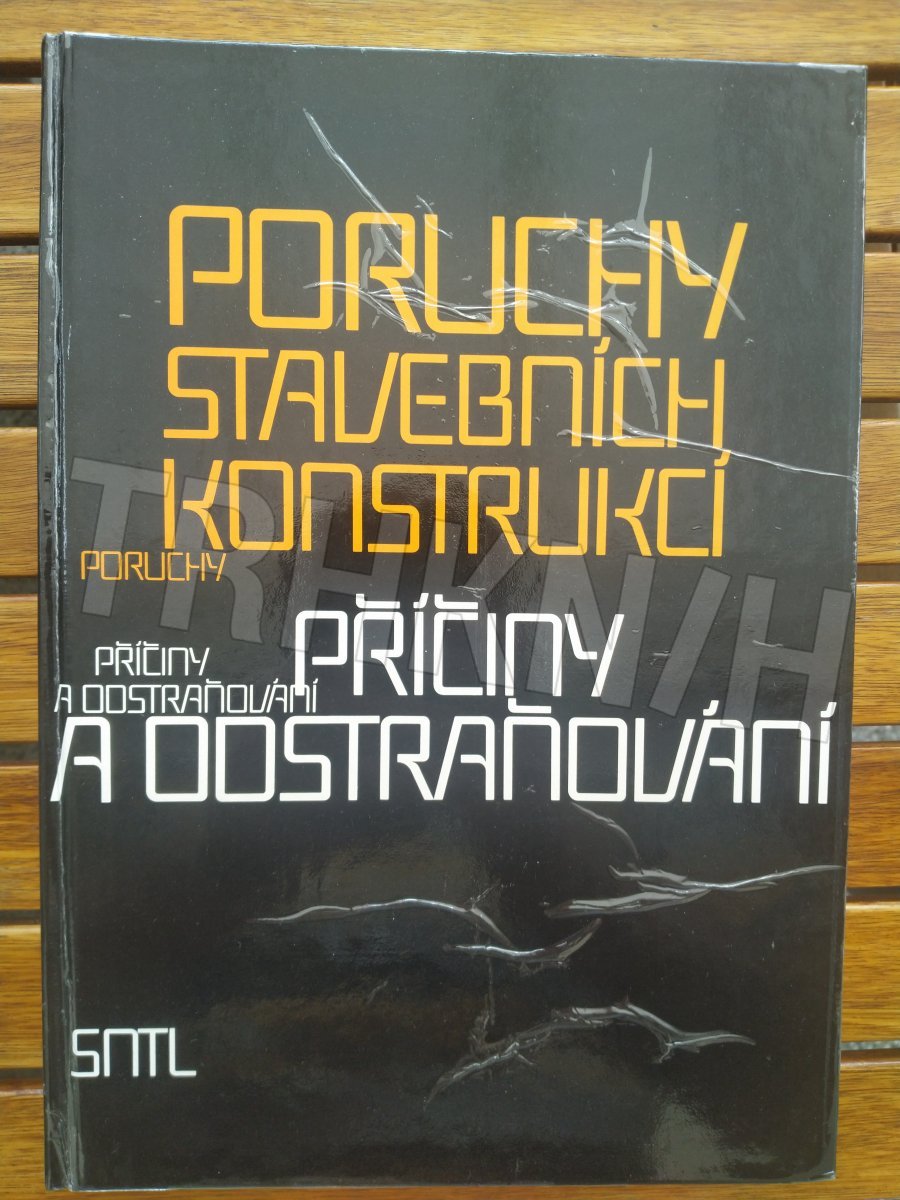 PORUCHY
STAVEBNÍCH
KONSTRUKCÍ
PORUCHY
PŘÍČINY
PŘÍČINY
A ODSTRAŇOVÁNÍ
A ODSTRAŇOVÁNÍ
SNTL
TRHKNIH